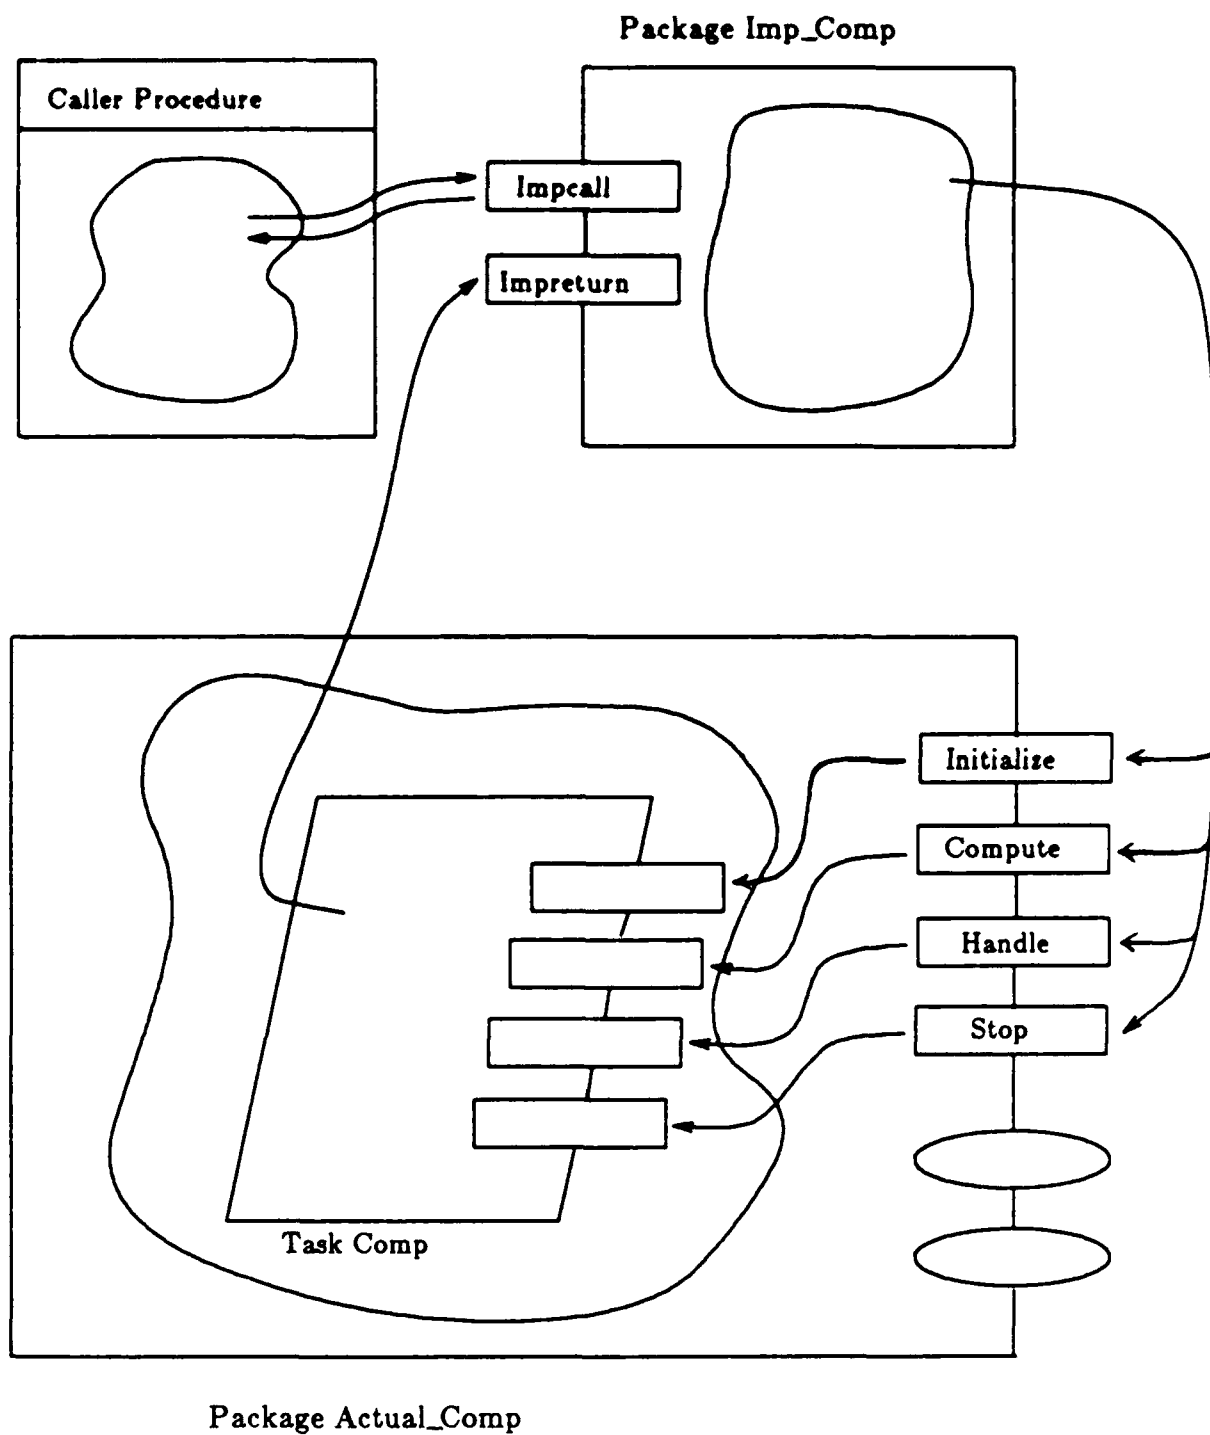 Package Imp_Comp
Caller Procedure
Impcall
Impreturn
Initialize
Compute
Handle
Stop
Task Comp
Package Actual_Comp